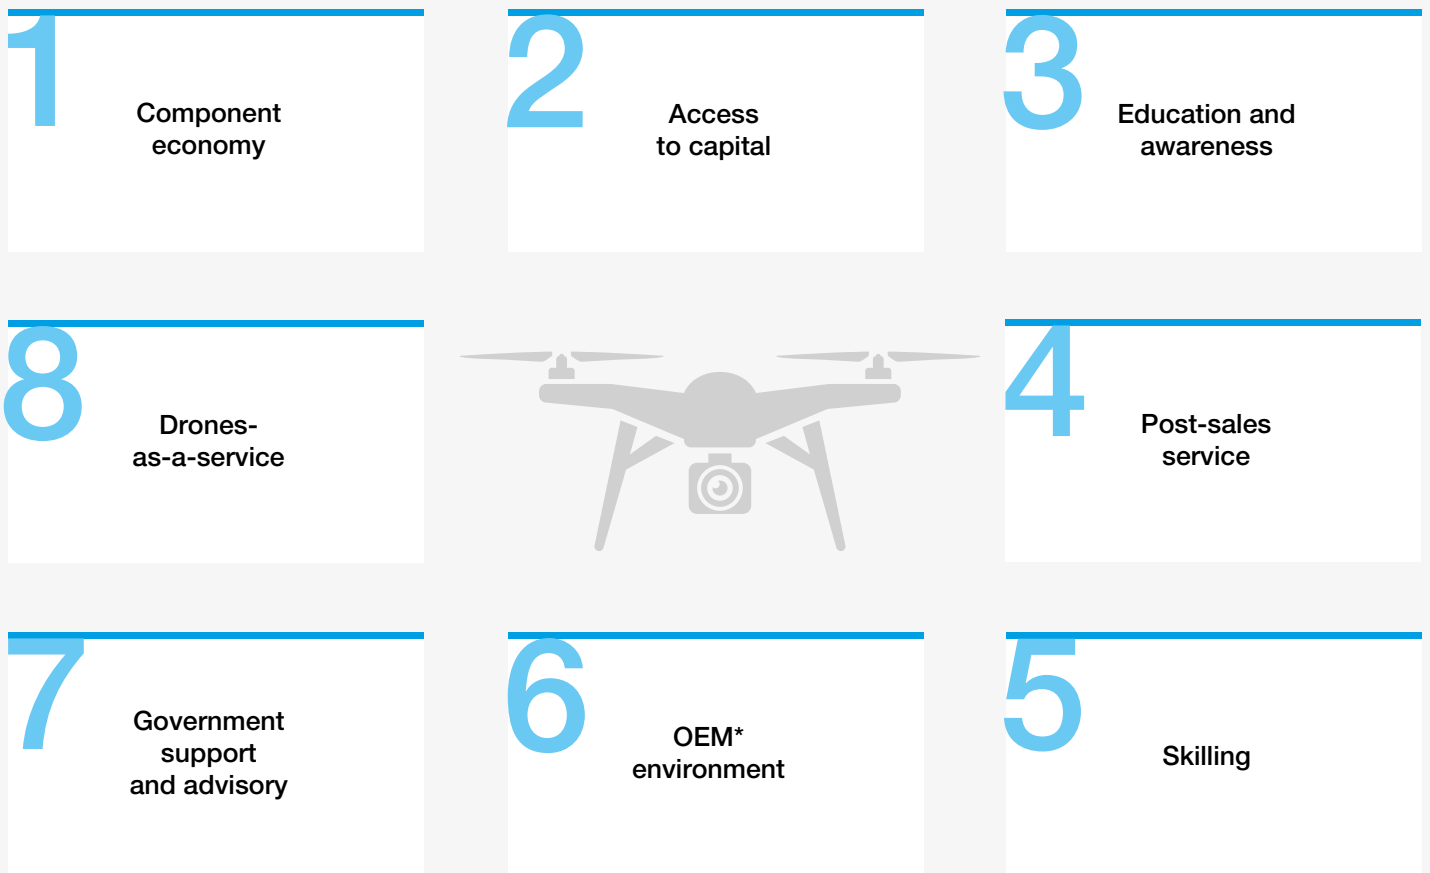 1
Component
economy
2
Access
to capital
3
Education and
awareness
8
Drones-
as-a-service
4
Post-sales
service
7
Government
support
and advisory
6
OEM*
environment
5
Skilling